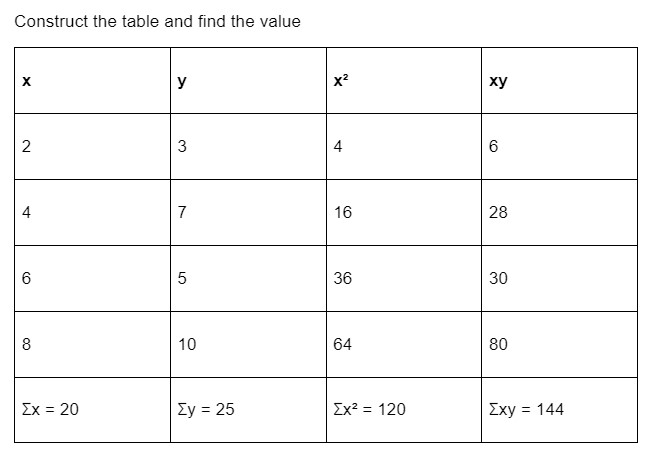 Construct the table and find the value
x y x² xy
2 3 4 6
4 7 16 28
6 5 36 30
8 10 64 80
Σx = 20 Σy = 25 Σx² = 120 Σxy = 144